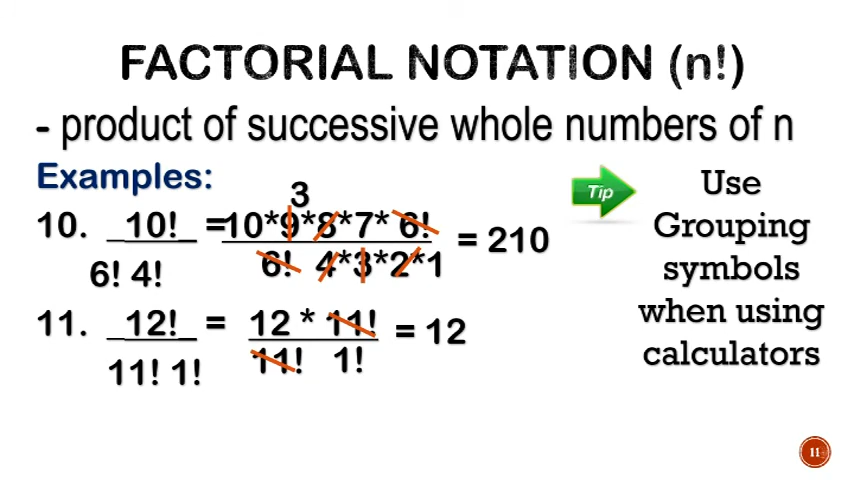 FACTORIAL NOTATION (n!)
- product of successive whole numbers of n
Examples:
3
10. _10!_ = 10*9*8*7* 6! = 210
6! 4! 6! 4*3*2*1
11. _12!_ = 12 * 11! = 12
11! 1! 11! 1!
Tip
Use
Grouping
symbols
when using
calculators
11